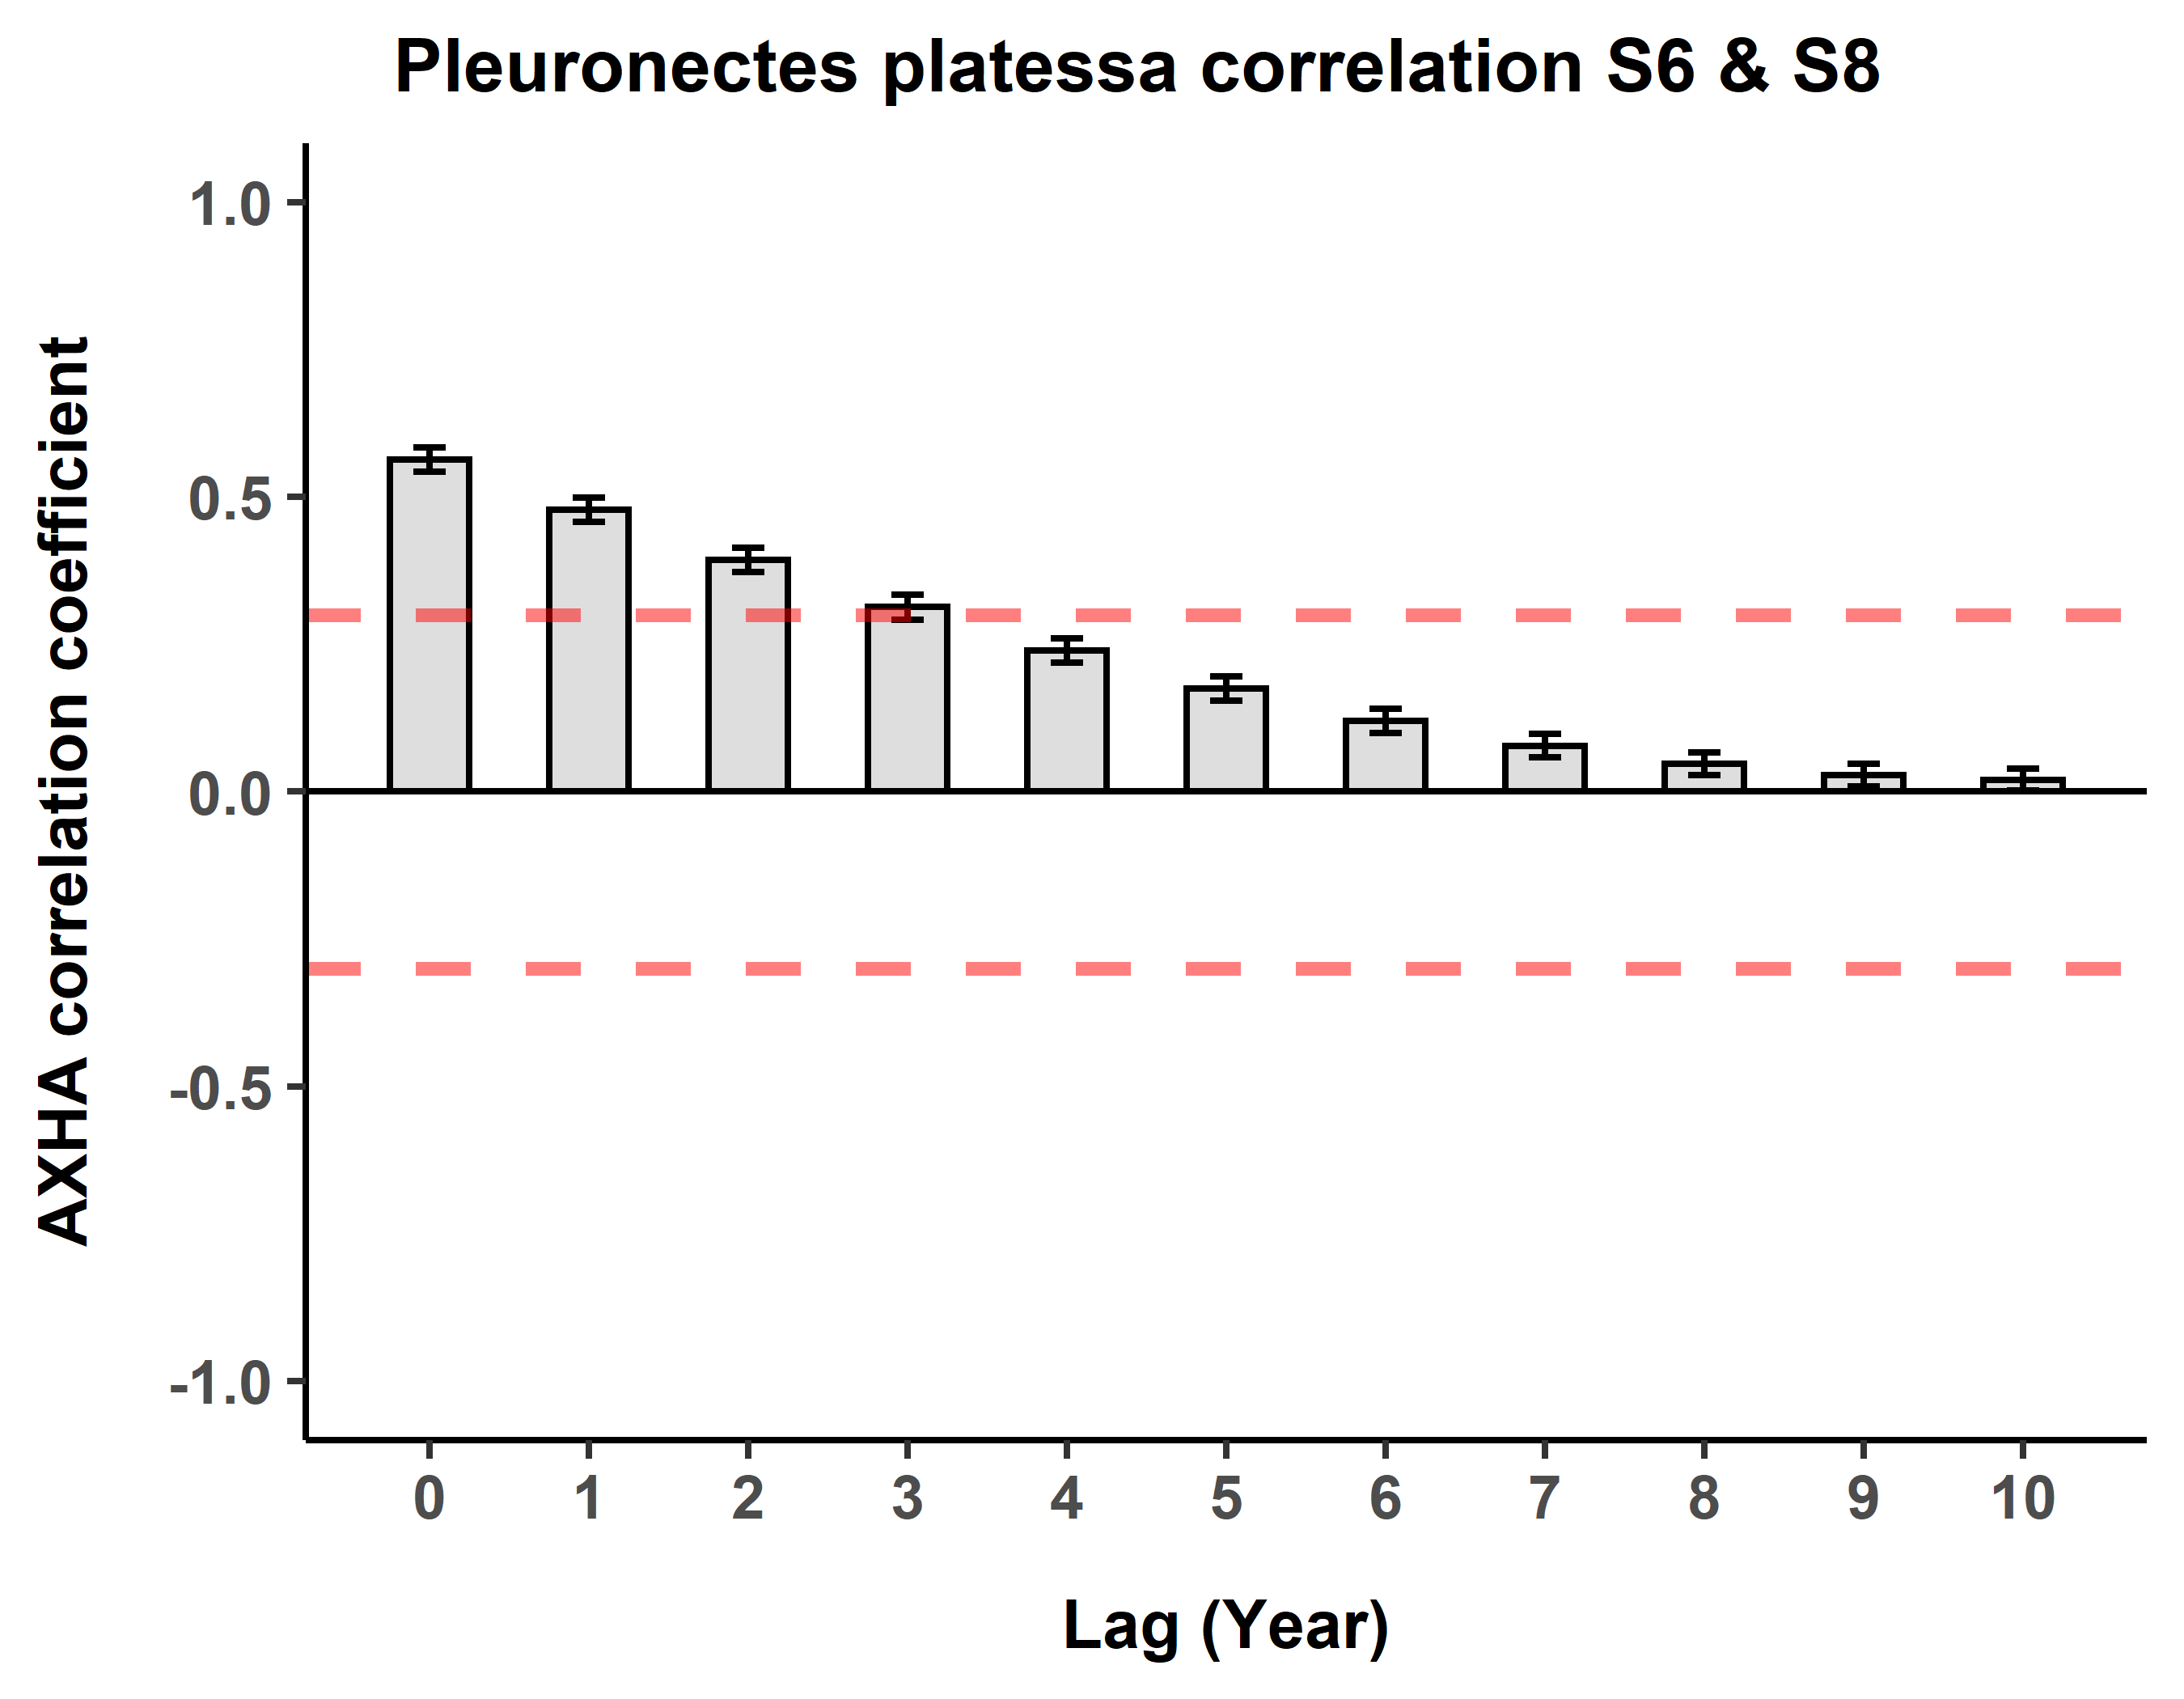 Pleuronectes platessa correlation S6 & S8
AXHA correlation coefficient
1.0
0.5
0.0
-0.5
-1.0
0 1 2 3 4 5 6 7 8 9 10
Lag (Year)